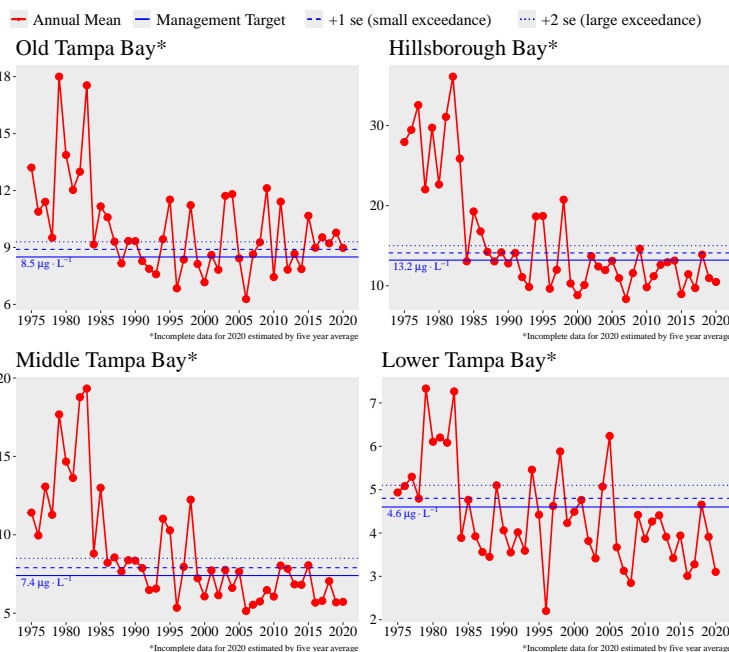 Annual Mean Management Target +1 se (small exceedance) +2 se (large exceedance)
Old Tampa Bay*
18
15
12
9
6
8.5 μg · L⁻¹
1975 1980 1985 1990 1995 2000 2005 2010 2015 2020
*Incomplete data for 2020 estimated by five year average
Hillsborough Bay*
30
20
10
13.2 μg · L⁻¹
1975 1980 1985 1990 1995 2000 2005 2010 2015 2020
*Incomplete data for 2020 estimated by five year average
Middle Tampa Bay*
20
15
10
5
7.4 μg · L⁻¹
1975 1980 1985 1990 1995 2000 2005 2010 2015 2020
*Incomplete data for 2020 estimated by five year average
Lower Tampa Bay*
7
6
5
4
3
2
4.6 μg · L⁻¹
1975 1980 1985 1990 1995 2000 2005 2010 2015 2020
*Incomplete data for 2020 estimated by five year average